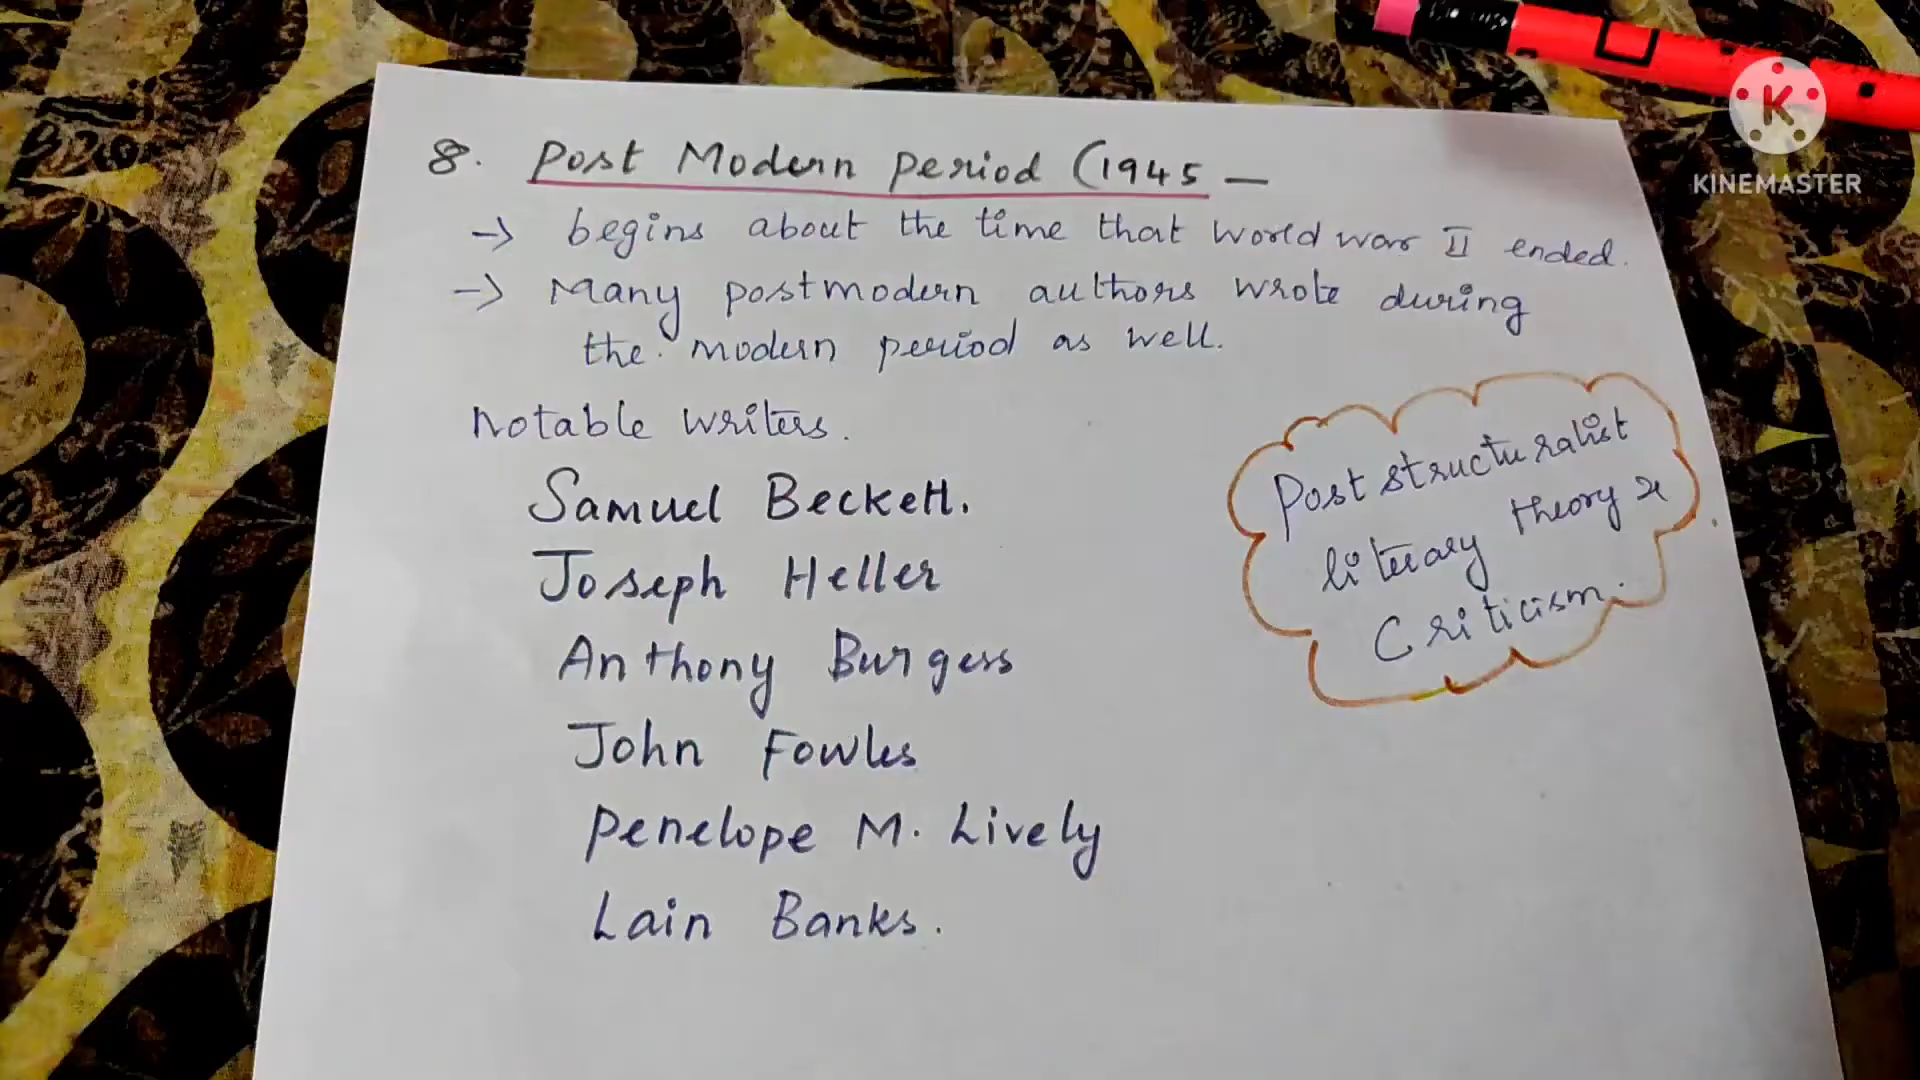 8. Post Modern Period (1945 —
→ begins about the time that world war II ended.
→ Many postmodern authors wrote during
the modern period as well.
Notable writers.
Samuel Beckett.
Joseph Heller
Anthony Burgess
John Fowles
Penelope M. Lively
Lain Banks.
Post structuralist
literary theory &
Criticism.
K
KINEMASTER